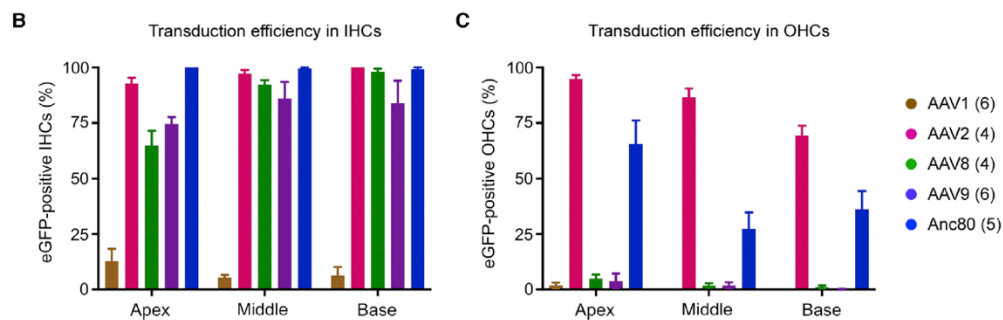 B
Transduction efficiency in IHCs
eGFP-positive IHCs (%)
100
75
50
25
0
Apex
Middle
Base
C
Transduction efficiency in OHCs
eGFP-positive OHCs (%)
100
75
50
25
0
Apex
Middle
Base
AAV1 (6)
AAV2 (4)
AAV8 (4)
AAV9 (6)
Anc80 (5)